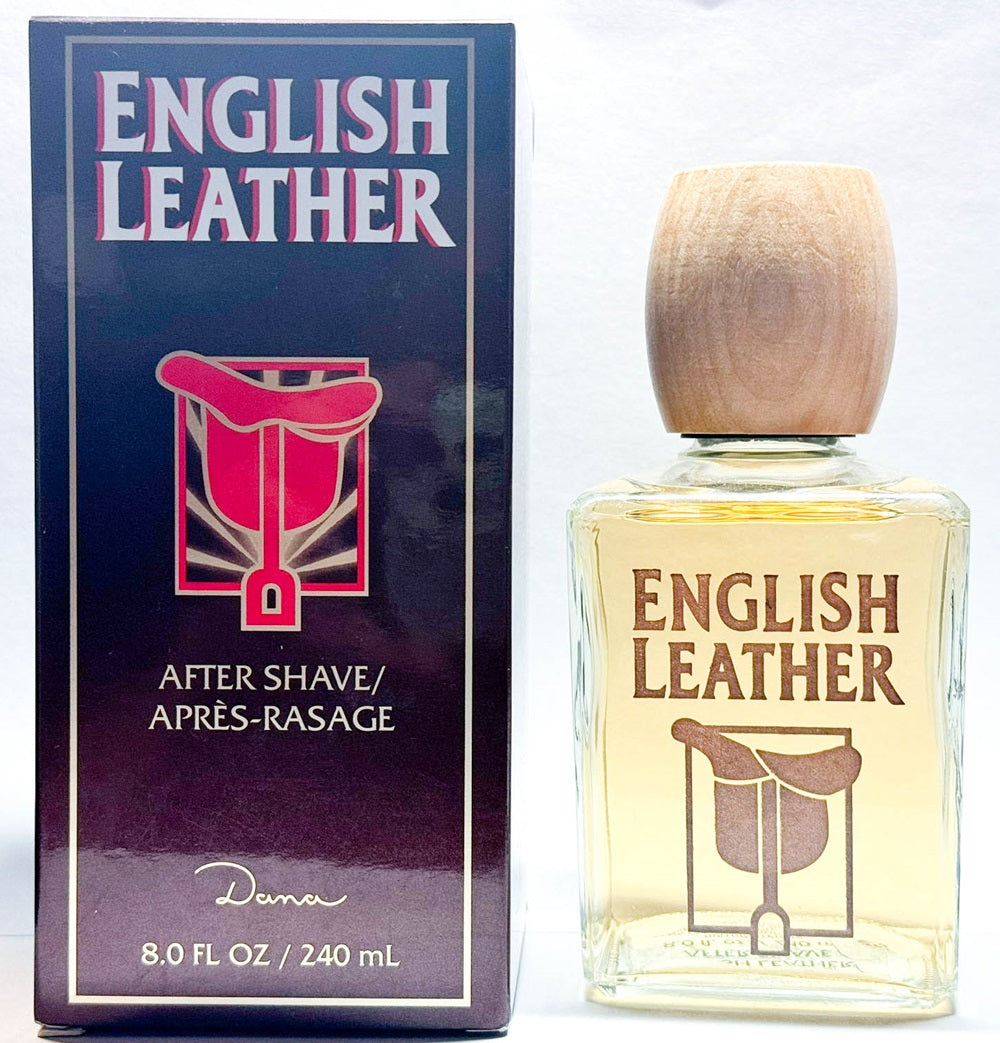 ENGLISH
LEATHER
AFTER SHAVE/
APRÈS-RASAGE
Dana
8.0 FL OZ / 240 mL
ENGLISH
LEATHER